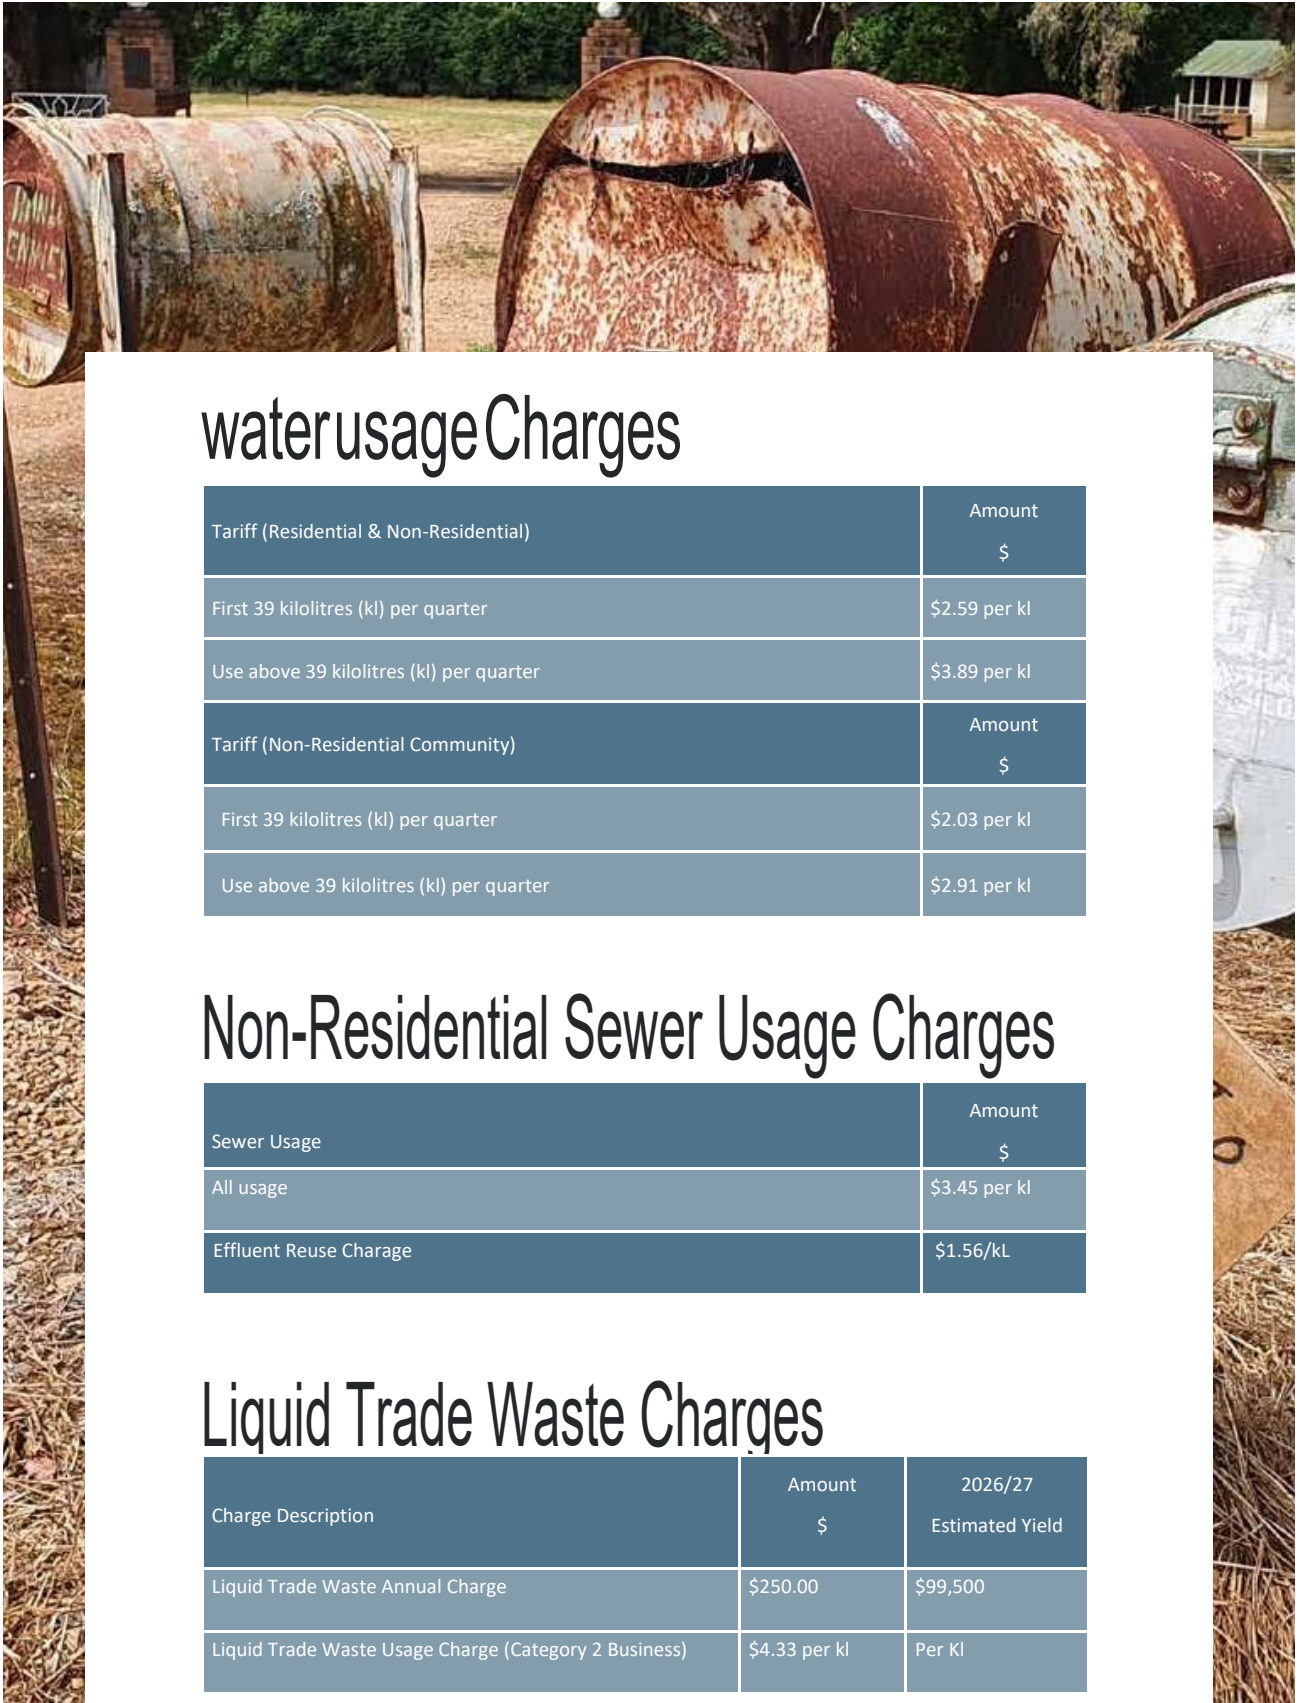 water usage Charges
Tariff (Residential & Non-Residential)
Amount
$
First 39 kilolitres (kl) per quarter
$2.59 per kl
Use above 39 kilolitres (kl) per quarter
$3.89 per kl
Tariff (Non-Residential Community)
Amount
$
First 39 kilolitres (kl) per quarter
$2.03 per kl
Use above 39 kilolitres (kl) per quarter
$2.91 per kl
Non-Residential Sewer Usage Charges
Sewer Usage
Amount
$
All usage
$3.45 per kl
Effluent Reuse Charage
$1.56/kL
Liquid Trade Waste Charges
Charge Description
Amount
$
2026/27
Estimated Yield
Liquid Trade Waste Annual Charge
$250.00
$99,500
Liquid Trade Waste Usage Charge (Category 2 Business)
$4.33 per kl
Per Kl